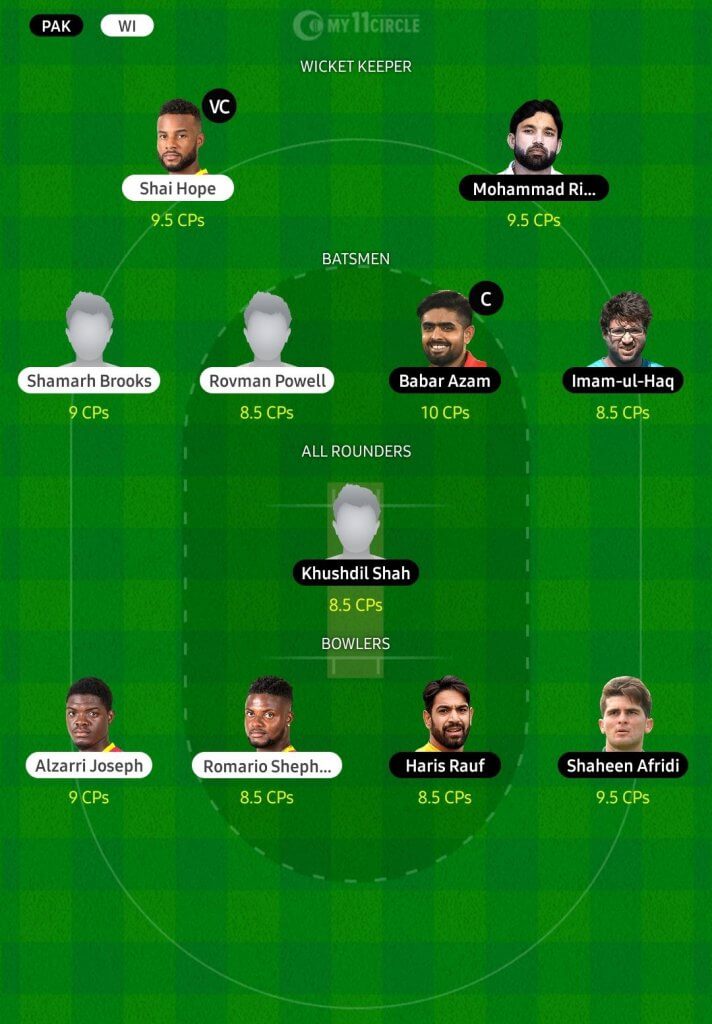 PAK WI MY11CIRCLE
WICKET KEEPER
VC
Shai Hope Mohammad Ri...
9.5 CPs 9.5 CPs
BATSMEN
C
Shamarh Brooks Rovman Powell Babar Azam Imam-ul-Haq
9 CPs 8.5 CPs 10 CPs 8.5 CPs
ALL ROUNDERS
Khushdil Shah
8.5 CPs
BOWLERS
Alzarri Joseph Romario Sheph... Haris Rauf Shaheen Afridi
9 CPs 8.5 CPs 8.5 CPs 9.5 CPs